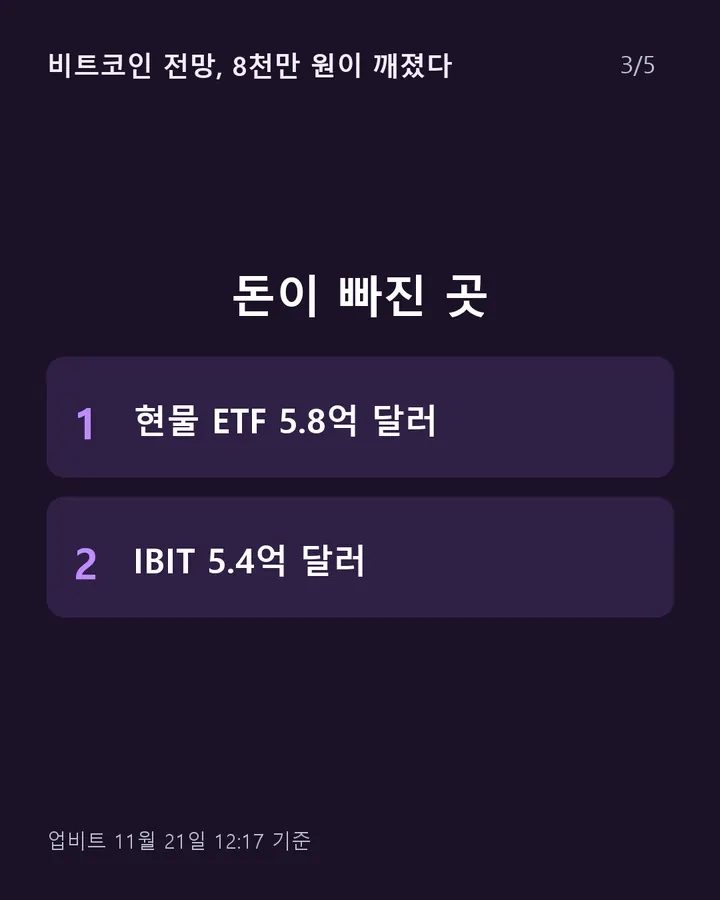 비트코인 전망, 8천만 원이 깨졌다
3/5
돈이 빠진 곳
1 현물 ETF 5.8억 달러
2 IBIT 5.4억 달러
업비트 11월 21일 12:17 기준